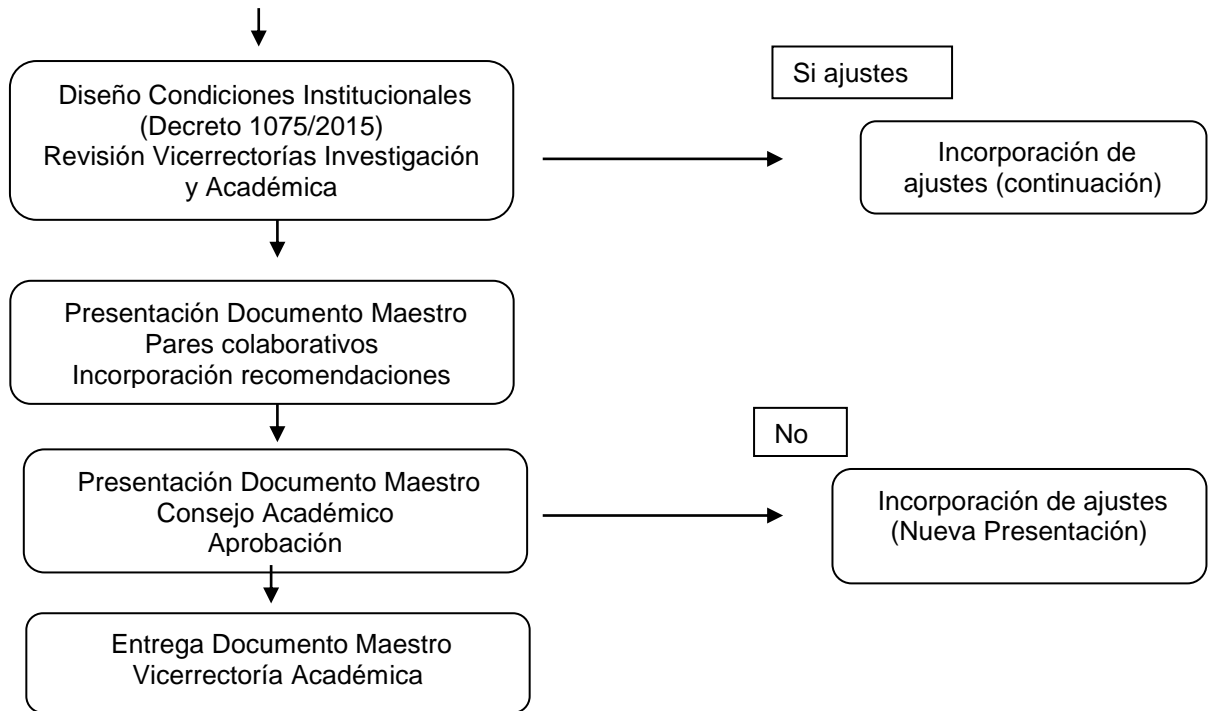 Diseño Condiciones Institucionales
(Decreto 1075/2015)
Revisión Vicerrectorías Investigación
y Académica
Si ajustes
Incorporación de
ajustes (continuación)
Presentación Documento Maestro
Pares colaborativos
Incorporación recomendaciones
Presentación Documento Maestro
Consejo Académico
Aprobación
No
Incorporación de ajustes
(Nueva Presentación)
Entrega Documento Maestro
Vicerrectoría Académica